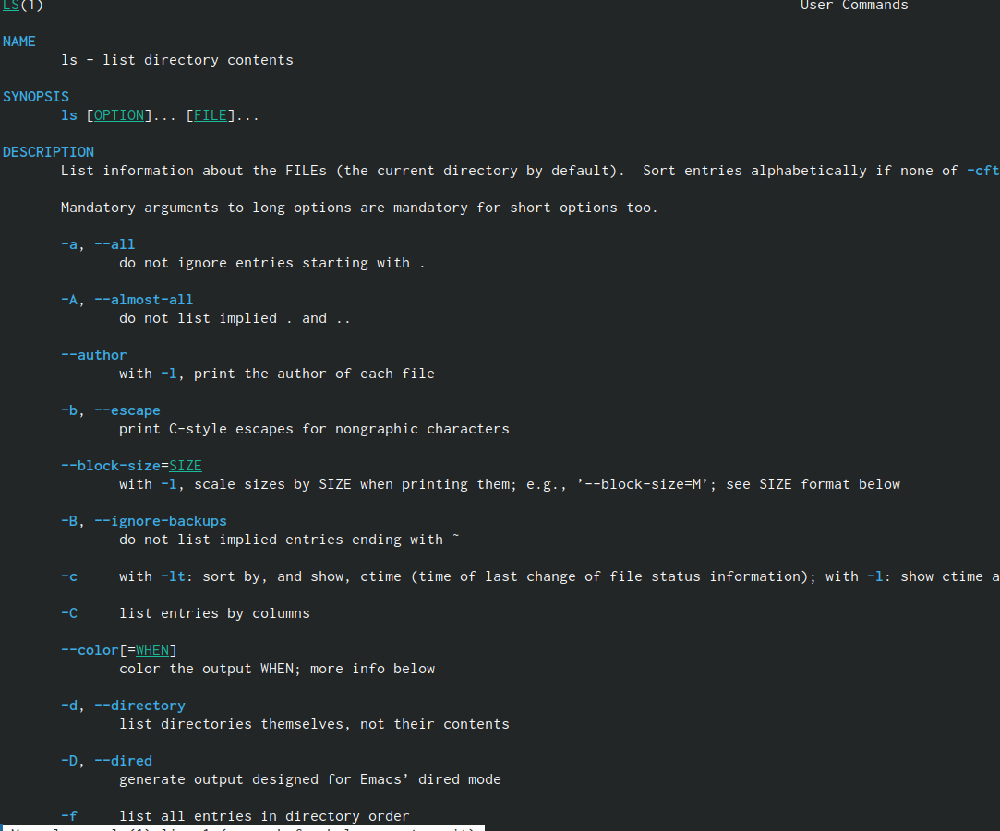 LS(1) User Commands
NAME
ls - list directory contents
SYNOPSIS
ls [OPTION]... [FILE]...
DESCRIPTION
List information about the FILEs (the current directory by default).  Sort entries alphabetically if none of -cft
Mandatory arguments to long options are mandatory for short options too.
-a, --all
do not ignore entries starting with .
-A, --almost-all
do not list implied . and ..
--author
with -l, print the author of each file
-b, --escape
print C-style escapes for nongraphic characters
--block-size=SIZE
with -l, scale sizes by SIZE when printing them; e.g., ’--block-size=M’; see SIZE format below
-B, --ignore-backups
do not list implied entries ending with ~
-c with -lt: sort by, and show, ctime (time of last change of file status information); with -l: show ctime a
-C list entries by columns
--color[=WHEN]
color the output WHEN; more info below
-d, --directory
list directories themselves, not their contents
-D, --dired
generate output designed for Emacs’ dired mode
-f list all entries in directory order